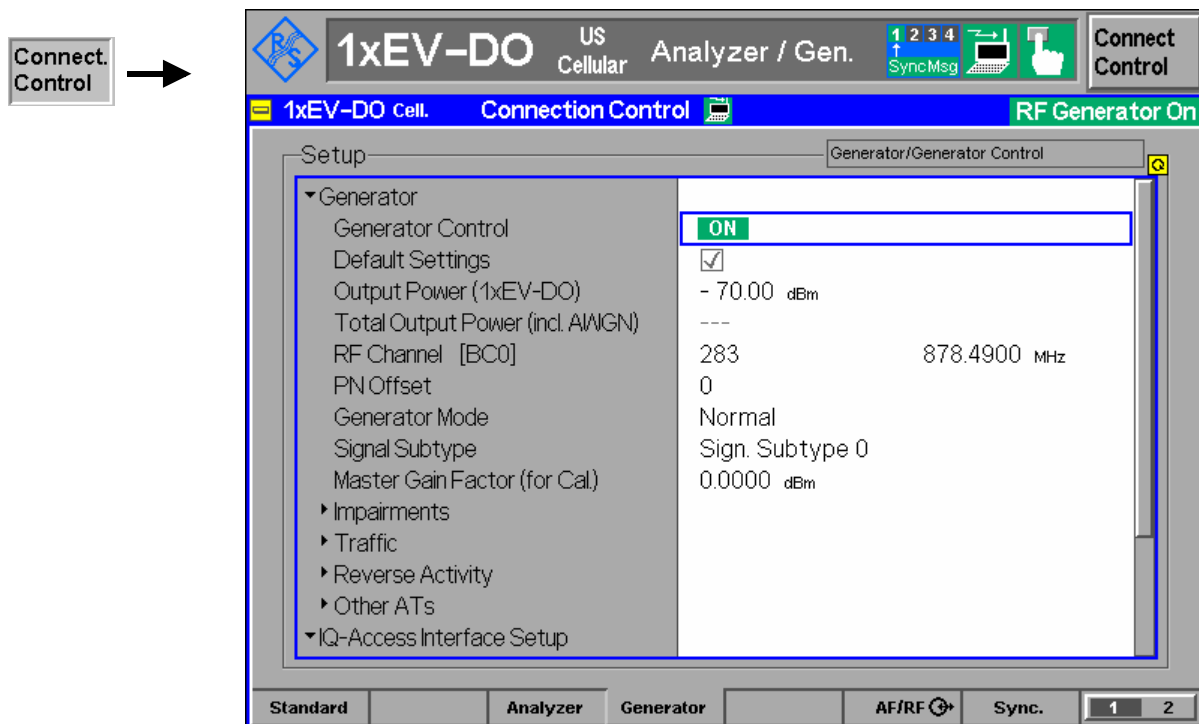 Connect.
Control
R&S
1xEV-DO
US
Cellular
Analyzer / Gen.
1 2 3 4
SyncMsg
Connect
Control
1xEV-DO Cell.
Connection Control
RF Generator On
Setup
Generator/Generator Control
Generator
Generator Control ON
Default Settings
Output Power (1xEV-DO) - 70.00 dBm
Total Output Power (incl. AWGN) ---
RF Channel [BC0] 283 878.4900 MHz
PN Offset 0
Generator Mode Normal
Signal Subtype Sign. Subtype 0
Master Gain Factor (for Cal.) 0.0000 dBm
Impairments
Traffic
Reverse Activity
Other ATs
IQ-Access Interface Setup
Standard Analyzer Generator AF/RF Sync. 1 2